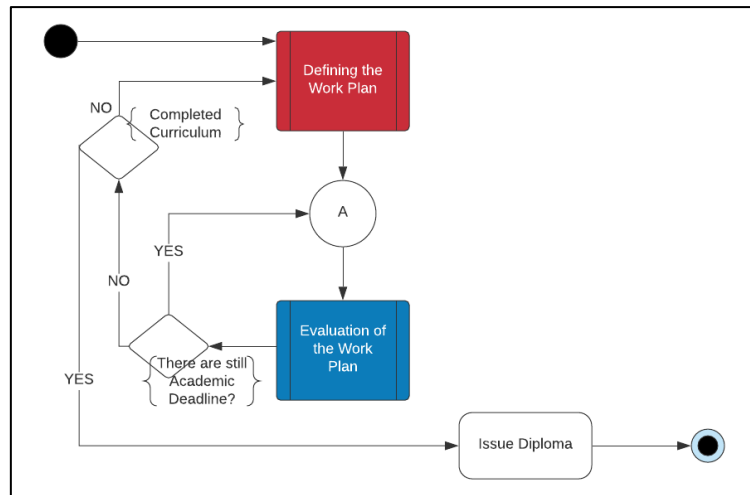 Defining the
Work Plan
NO
{ Completed
Curriculum }
A
YES
NO
Evaluation of
the Work
Plan
{ There are still
Academic
Deadline? }
YES
Issue Diploma